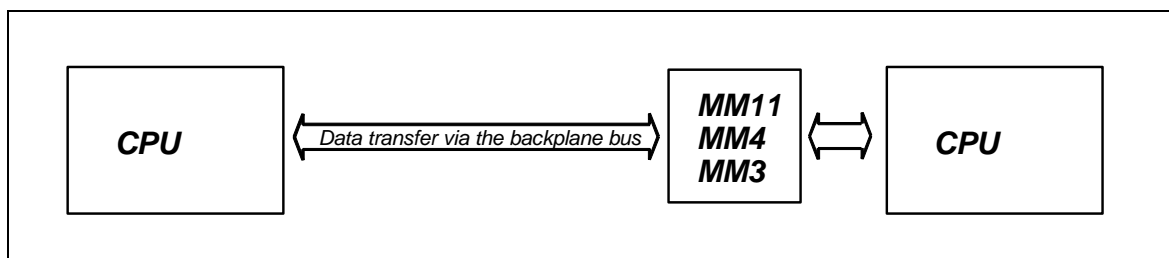 CPU
Data transfer via the backplane bus
MM11
MM4
MM3
CPU